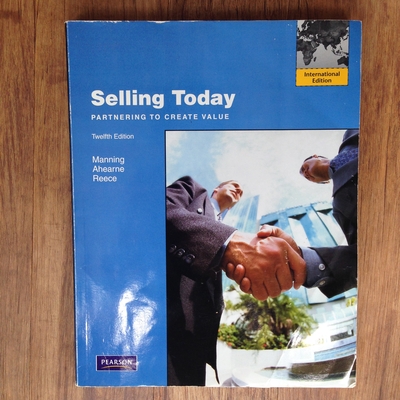 International
Edition
Selling Today
PARTNERING TO CREATE VALUE
Twelfth Edition
Manning
Ahearne
Reece
PEARSON